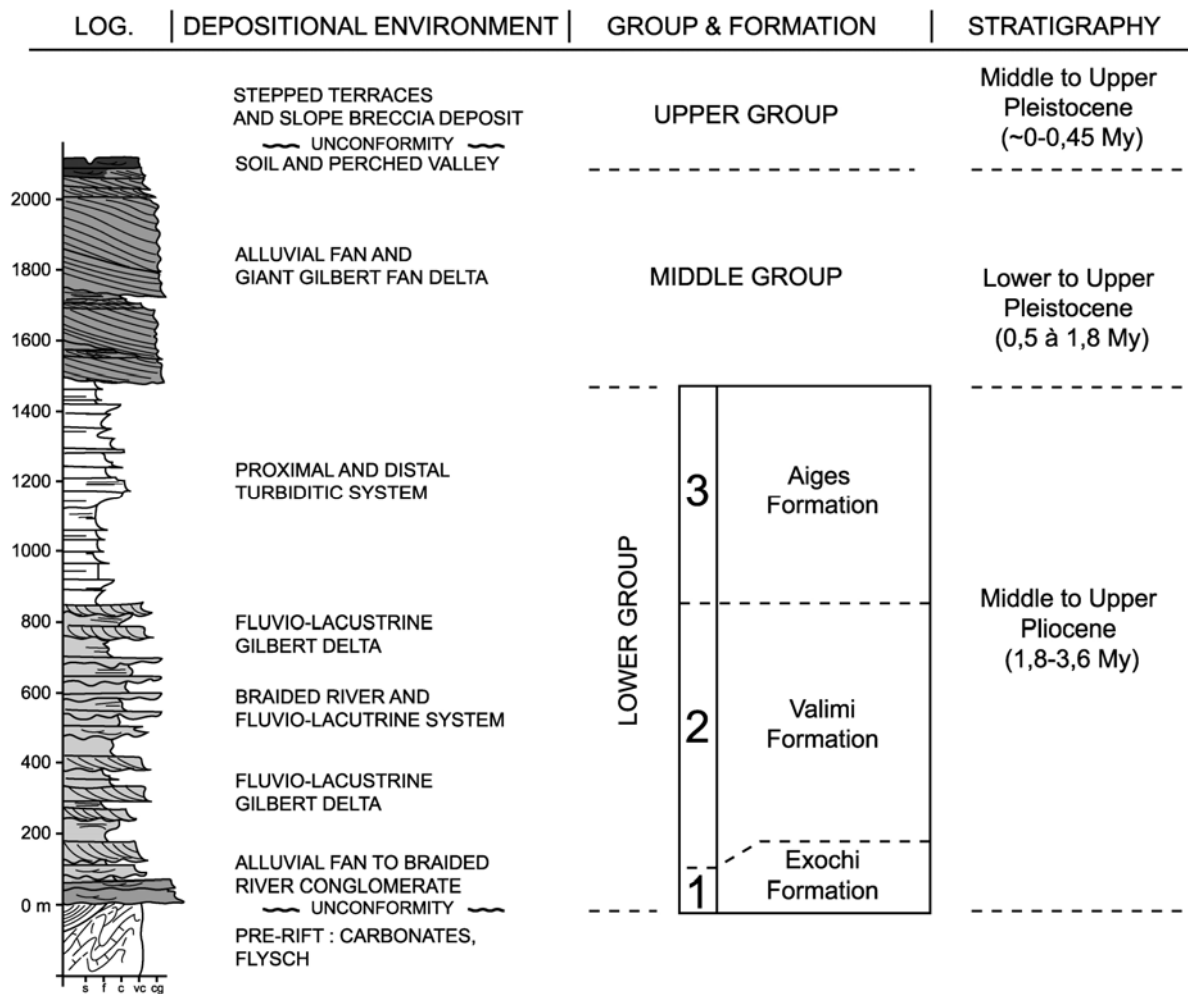 LOG. DEPOSITIONAL ENVIRONMENT GROUP & FORMATION STRATIGRAPHY
STEPPED TERRACES
AND SLOPE BRECCIA DEPOSIT
UNCONFORMITY
SOIL AND PERCHED VALLEY
UPPER GROUP
Middle to Upper
Pleistocene
(~0-0,45 My)
2000
1800
1600
1400
1200
1000
800
600
400
200
0 m
s f c vc cg
ALLUVIAL FAN AND
GIANT GILBERT FAN DELTA
MIDDLE GROUP
Lower to Upper
Pleistocene
(0,5 à 1,8 My)
PROXIMAL AND DISTAL
TURBIDITIC SYSTEM
FLUVIO-LACUSTRINE
GILBERT DELTA
BRAIDED RIVER AND
FLUVIO-LACUTRINE SYSTEM
FLUVIO-LACUSTRINE
GILBERT DELTA
ALLUVIAL FAN TO BRAIDED
RIVER CONGLOMERATE
UNCONFORMITY
PRE-RIFT : CARBONATES,
FLYSCH
LOWER GROUP
3
Aiges
Formation
2
Valimi
Formation
1
Exochi
Formation
Middle to Upper
Pliocene
(1,8-3,6 My)